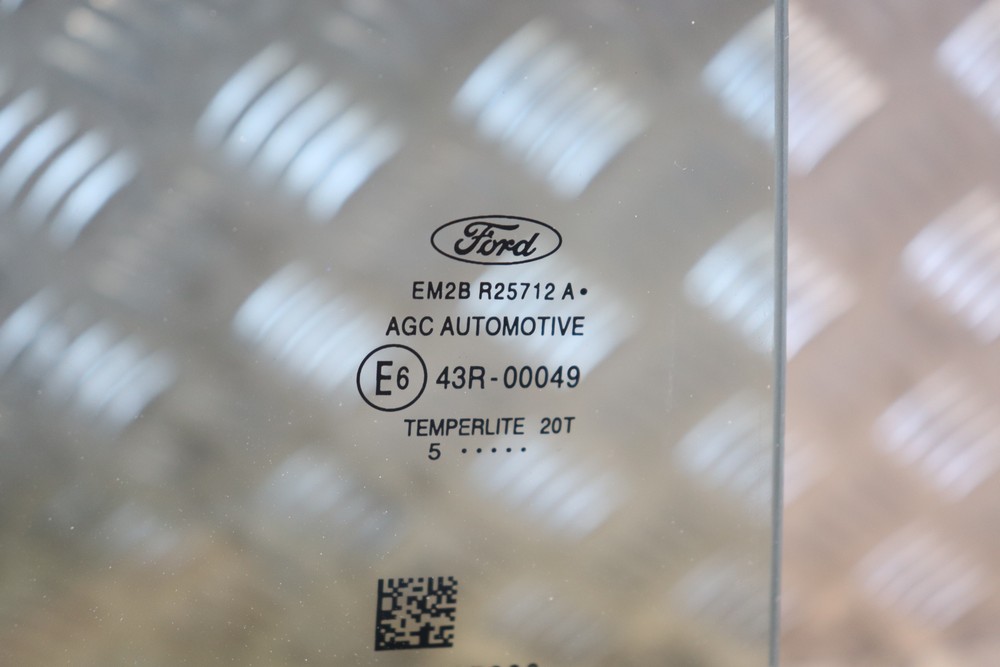 Ford
EM2B R25712 A•
AGC AUTOMOTIVE
E6 43R-00049
TEMPERLITE 20T
5 •••••